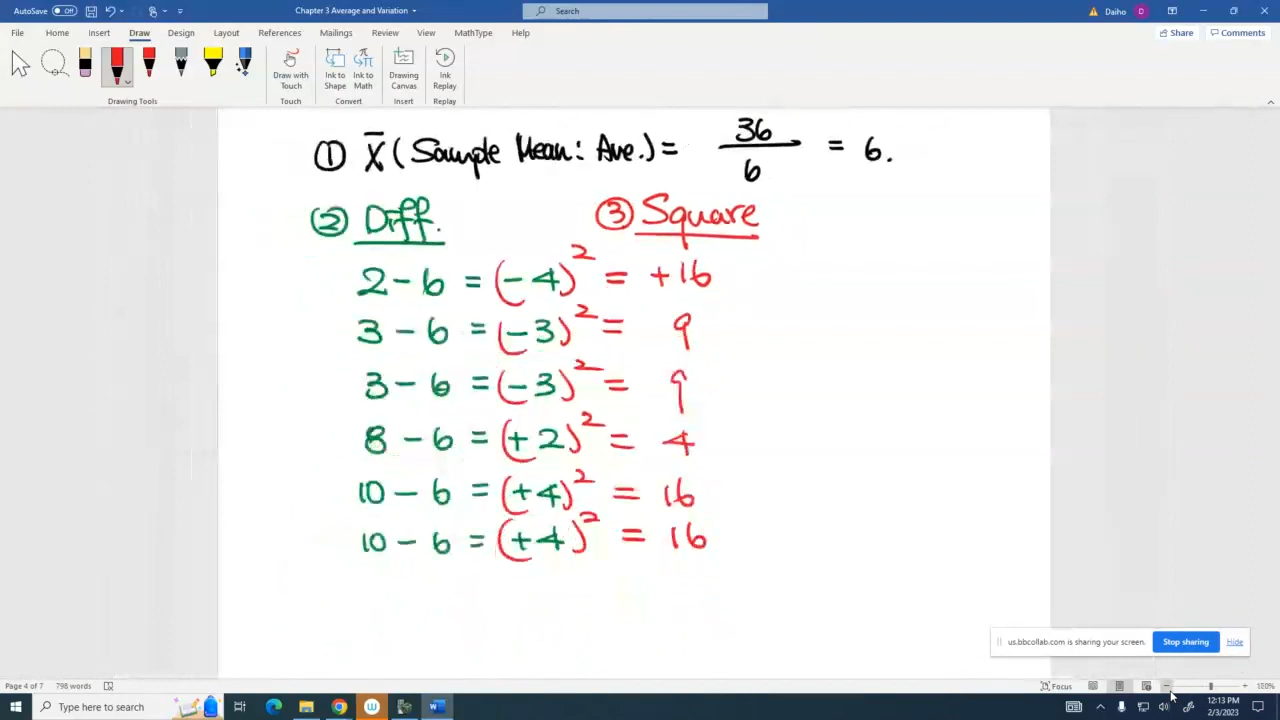 AutoSave Off Chapter 3 Average and Variation Search Daiho D
File Home Insert Draw Design Layout References Mailings Review View MathType Help Share Comments
Draw with Touch Ink to Shape Ink to Math Drawing Canvas Ink Replay
Drawing Tools Touch Convert Insert Replay
① X̄ (Sample Mean: Ave.) = 36/6 = 6.
② Diff. ③ Square
2 - 6 = (-4)² = +16
3 - 6 = (-3)² = 9
3 - 6 = (-3)² = 9
8 - 6 = (+2)² = 4
10 - 6 = (+4)² = 16
10 - 6 = (+4)² = 16
us.bbcollab.com is sharing your screen. Stop sharing Hide
Page 4 of 7 798 words Focus 180%
Type here to search 12:13 PM
2/3/2023